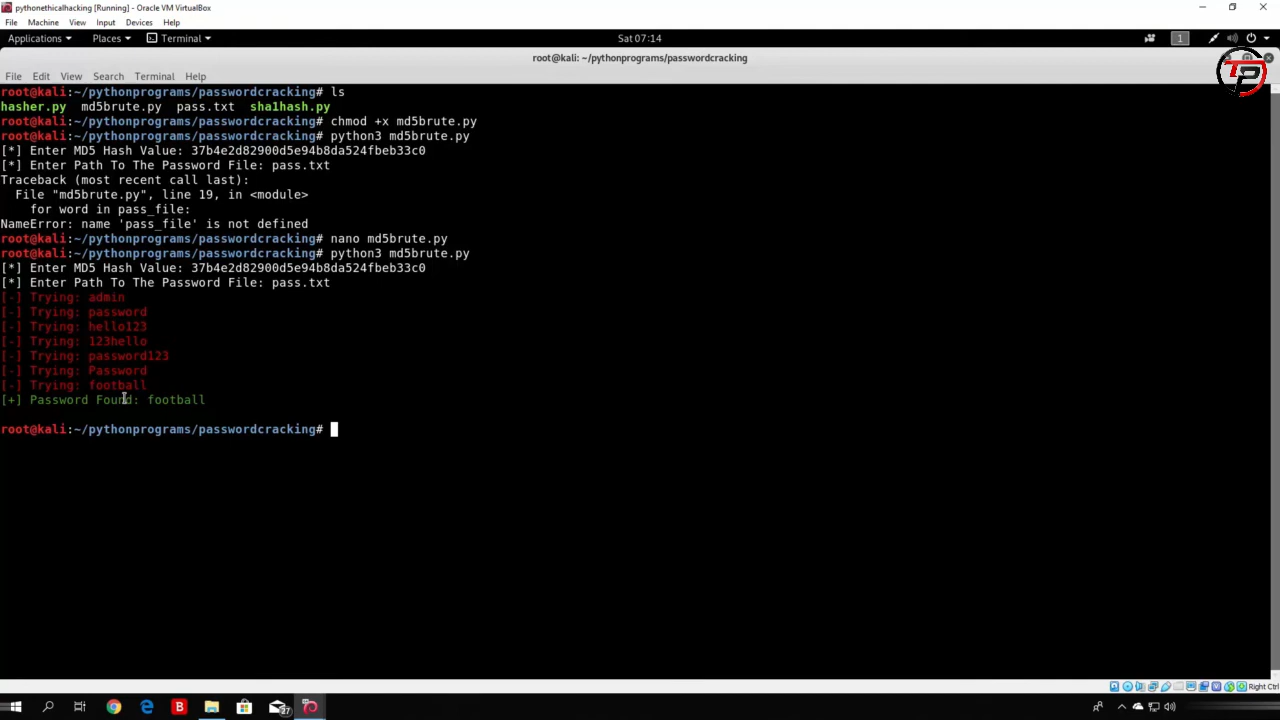 pythonethicalhacking [Running] - Oracle VM VirtualBox
File Machine View Input Devices Help
Applications Places Terminal Sat 07:14 1
root@kali: ~/pythonprograms/passwordcracking
TP
File Edit View Search Terminal Help
root@kali:~/pythonprograms/passwordcracking# ls
hasher.py md5brute.py pass.txt sha1hash.py
root@kali:~/pythonprograms/passwordcracking# chmod +x md5brute.py
root@kali:~/pythonprograms/passwordcracking# python3 md5brute.py
[*] Enter MD5 Hash Value: 37b4e2d82900d5e94b8da524fbeb33c0
[*] Enter Path To The Password File: pass.txt
Traceback (most recent call last):
File "md5brute.py", line 19, in <module>
for word in pass_file:
NameError: name 'pass_file' is not defined
root@kali:~/pythonprograms/passwordcracking# nano md5brute.py
root@kali:~/pythonprograms/passwordcracking# python3 md5brute.py
[*] Enter MD5 Hash Value: 37b4e2d82900d5e94b8da524fbeb33c0
[*] Enter Path To The Password File: pass.txt
[-] Trying: admin
[-] Trying: password
[-] Trying: hello123
[-] Trying: 123hello
[-] Trying: password123
[-] Trying: Password
[-] Trying: football
[+] Password Found: football
root@kali:~/pythonprograms/passwordcracking#
Right Ctrl
B 27